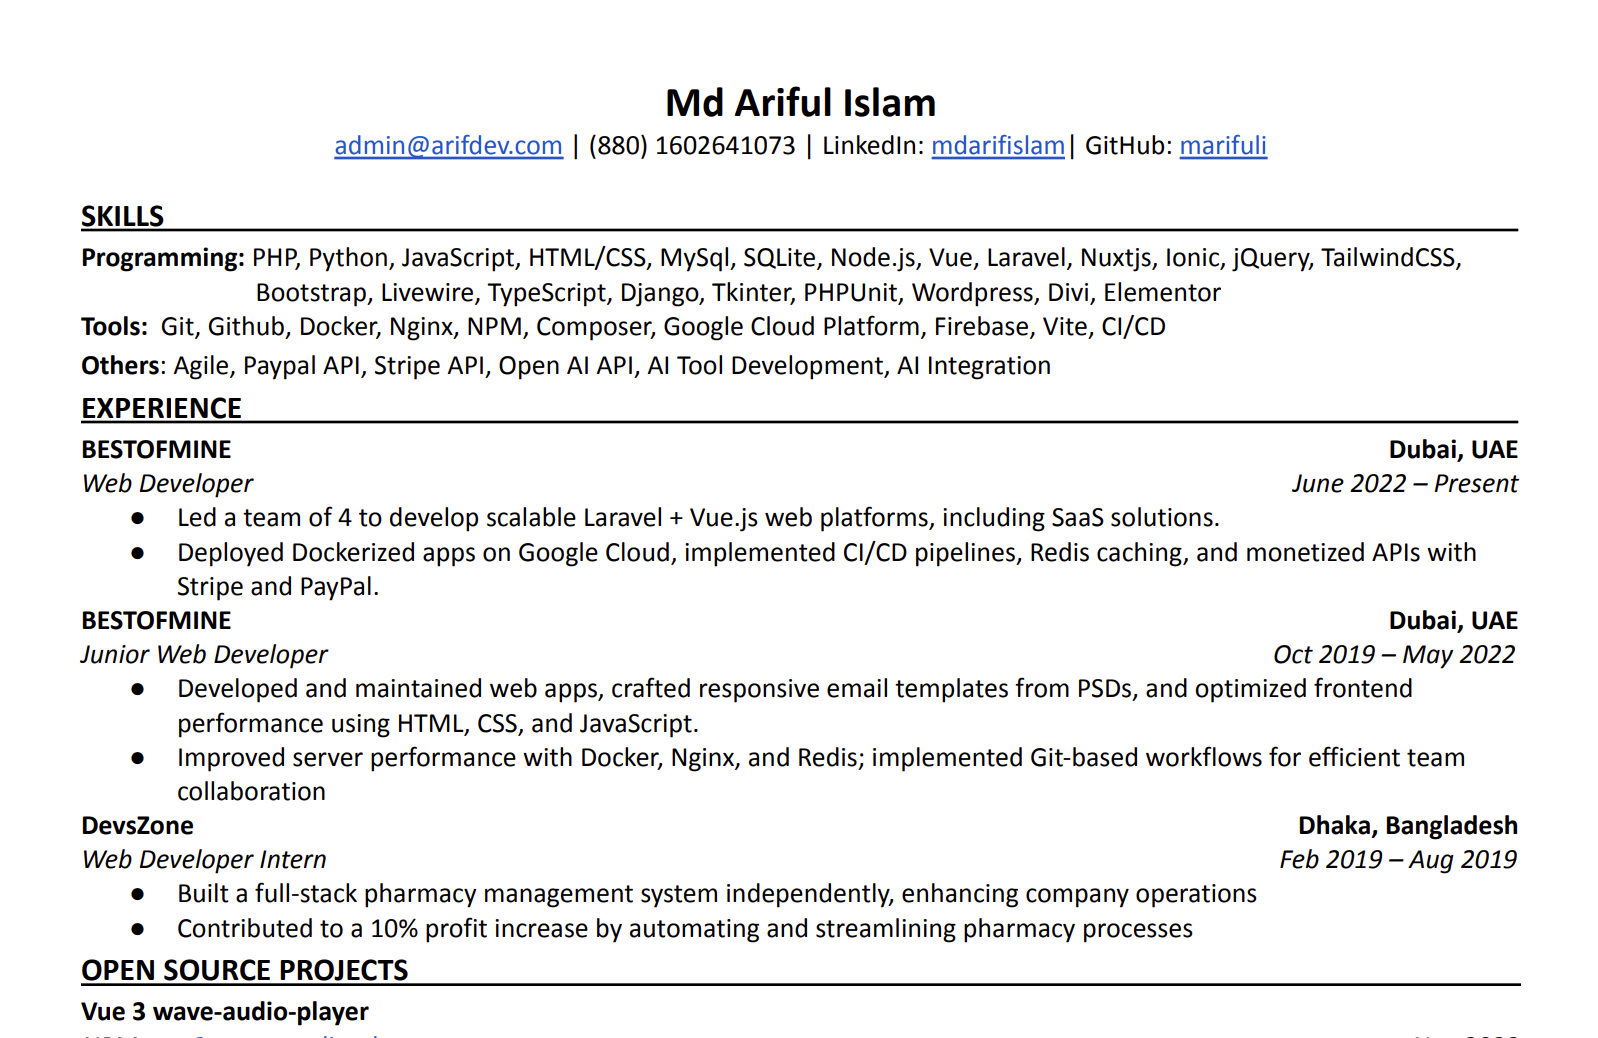 Md Ariful Islam
admin@arifdev.com | (880) 1602641073 | LinkedIn: mdarifislam| GitHub: marifuli
SKILLS
Programming: PHP, Python, JavaScript, HTML/CSS, MySql, SQLite, Node.js, Vue, Laravel, Nuxtjs, Ionic, jQuery, TailwindCSS,
Bootstrap, Livewire, TypeScript, Django, Tkinter, PHPUnit, Wordpress, Divi, Elementor
Tools: Git, Github, Docker, Nginx, NPM, Composer, Google Cloud Platform, Firebase, Vite, CI/CD
Others: Agile, Paypal API, Stripe API, Open AI API, AI Tool Development, AI Integration
EXPERIENCE
BESTOFMINE Dubai, UAE
Web Developer June 2022 – Present
● Led a team of 4 to develop scalable Laravel + Vue.js web platforms, including SaaS solutions.
● Deployed Dockerized apps on Google Cloud, implemented CI/CD pipelines, Redis caching, and monetized APIs with
Stripe and PayPal.
BESTOFMINE Dubai, UAE
Junior Web Developer Oct 2019 – May 2022
● Developed and maintained web apps, crafted responsive email templates from PSDs, and optimized frontend
performance using HTML, CSS, and JavaScript.
● Improved server performance with Docker, Nginx, and Redis; implemented Git-based workflows for efficient team
collaboration
DevsZone Dhaka, Bangladesh
Web Developer Intern Feb 2019 – Aug 2019
● Built a full-stack pharmacy management system independently, enhancing company operations
● Contributed to a 10% profit increase by automating and streamlining pharmacy processes
OPEN SOURCE PROJECTS
Vue 3 wave-audio-player